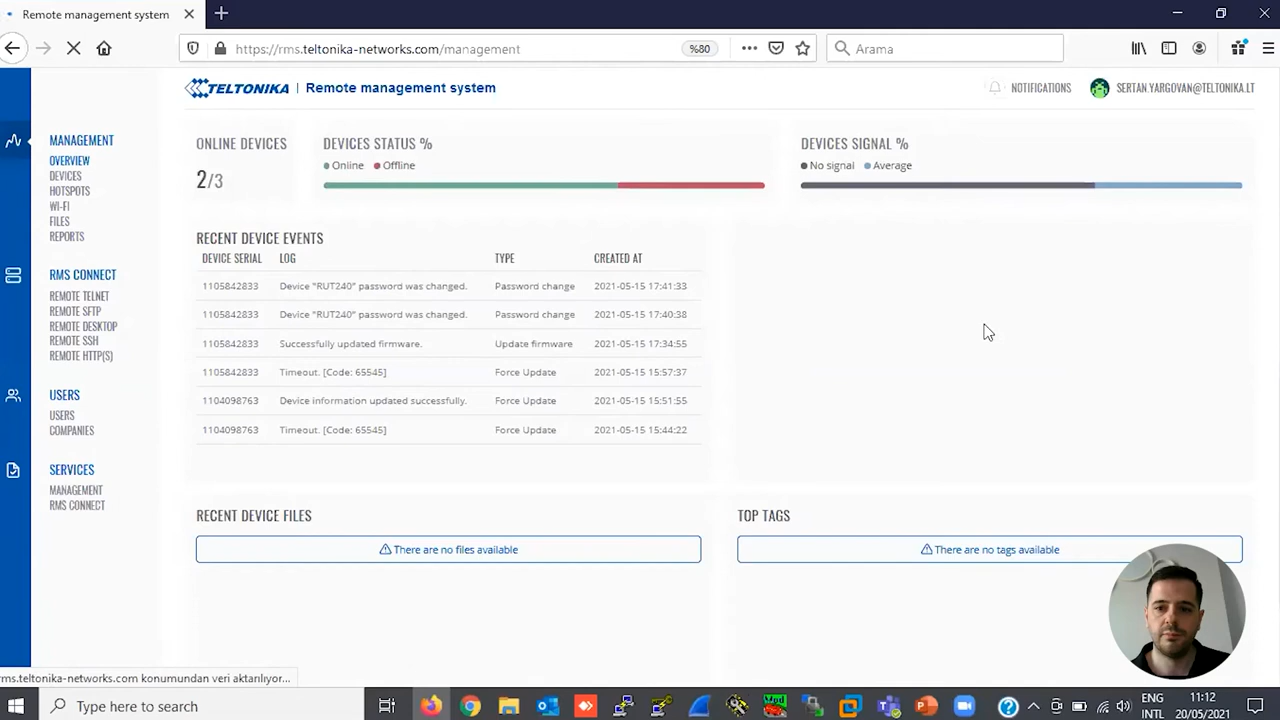 Remote management system
https://rms.teltonika-networks.com/management
%80
Arama
TELTONIKA | Remote management system
NOTIFICATIONS
SERTAN.YARGOVAN@TELTONIKA.LT
MANAGEMENT
OVERVIEW
DEVICES
HOTSPOTS
WI-FI
FILES
REPORTS
RMS CONNECT
REMOTE TELNET
REMOTE SFTP
REMOTE DESKTOP
REMOTE SSH
REMOTE HTTP(S)
USERS
USERS
COMPANIES
SERVICES
MANAGEMENT
RMS CONNECT
ONLINE DEVICES
2/3
DEVICES STATUS %
Online Offline
DEVICES SIGNAL %
No signal Average
RECENT DEVICE EVENTS
DEVICE SERIAL LOG TYPE CREATED AT
1105842833 Device "RUT240" password was changed. Password change 2021-05-15 17:41:33
1105842833 Device "RUT240" password was changed. Password change 2021-05-15 17:40:38
1105842833 Successfully updated firmware. Update firmware 2021-05-15 17:34:55
1105842833 Timeout. [Code: 65545] Force Update 2021-05-15 15:57:37
1104098763 Device information updated successfully. Force Update 2021-05-15 15:51:55
1104098763 Timeout. [Code: 65545] Force Update 2021-05-15 15:44:22
RECENT DEVICE FILES
There are no files available
TOP TAGS
There are no tags available
rms.teltonika-networks.com konumundan veri aktarılıyor...
Type here to search
ENG
INTL
11:12
20/05/2021